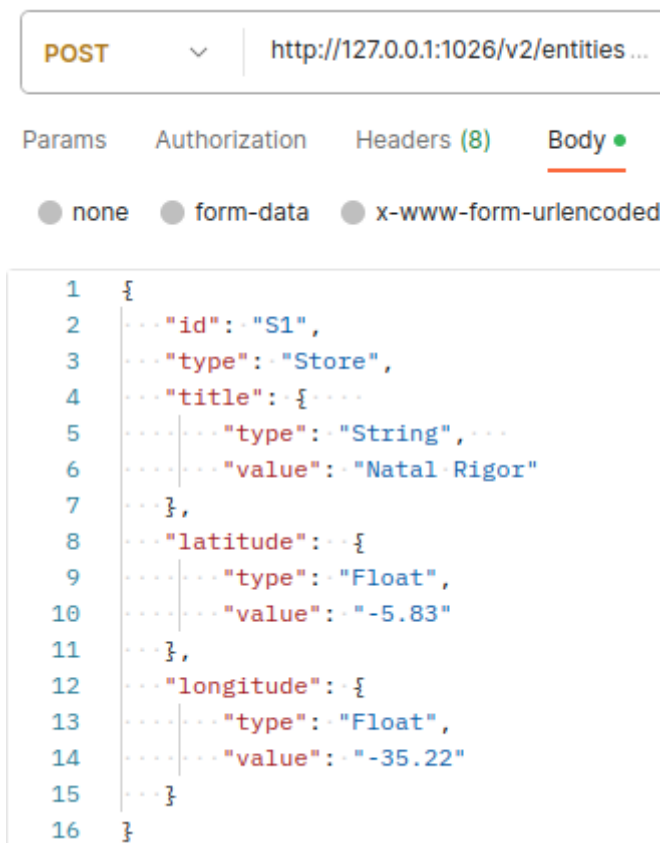 POST http://127.0.0.1:1026/v2/entities ...
Params Authorization Headers (8) Body
none form-data x-www-form-urlencoded
1 {
2 "id": "S1",
3 "type": "Store",
4 "title": {
5 "type": "String",
6 "value": "Natal Rigor"
7 },
8 "latitude": {
9 "type": "Float",
10 "value": "-5.83"
11 },
12 "longitude": {
13 "type": "Float",
14 "value": "-35.22"
15 }
16 }